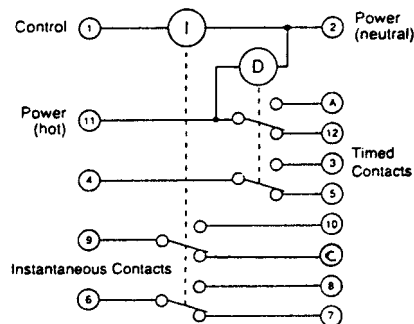 Control 1 I 2 Power
(neutral)
D
A
Power
(hot) 11 12
3 Timed
Contacts
4 5
10
9 C
Instantaneous Contacts 8
6 7